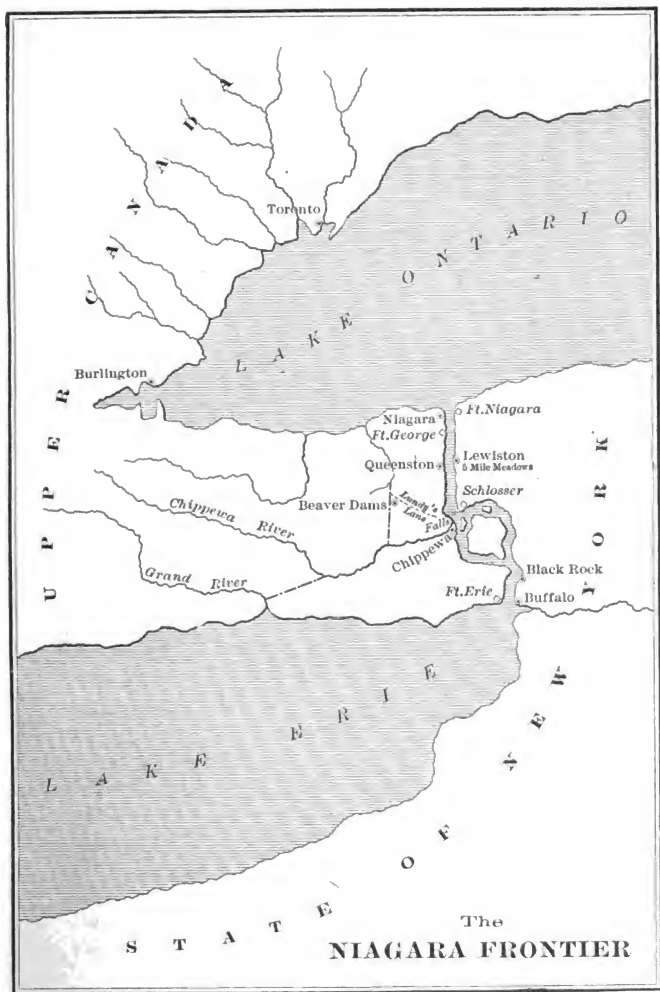 UPPER CANADA
Toronto
LAKE ONTARIO
Burlington
Niagara
Ft.Niagara
Ft.George
Queenston
Lewiston
5 Mile Meadows
Schlosser
Beaver Dams
Lundy's
Lane
Falls
Chippewa
Chippewa River
Grand River
Black Rock
Ft.Erie
Buffalo
LAKE ERIE
STATE OF NEW YORK
The
NIAGARA FRONTIER